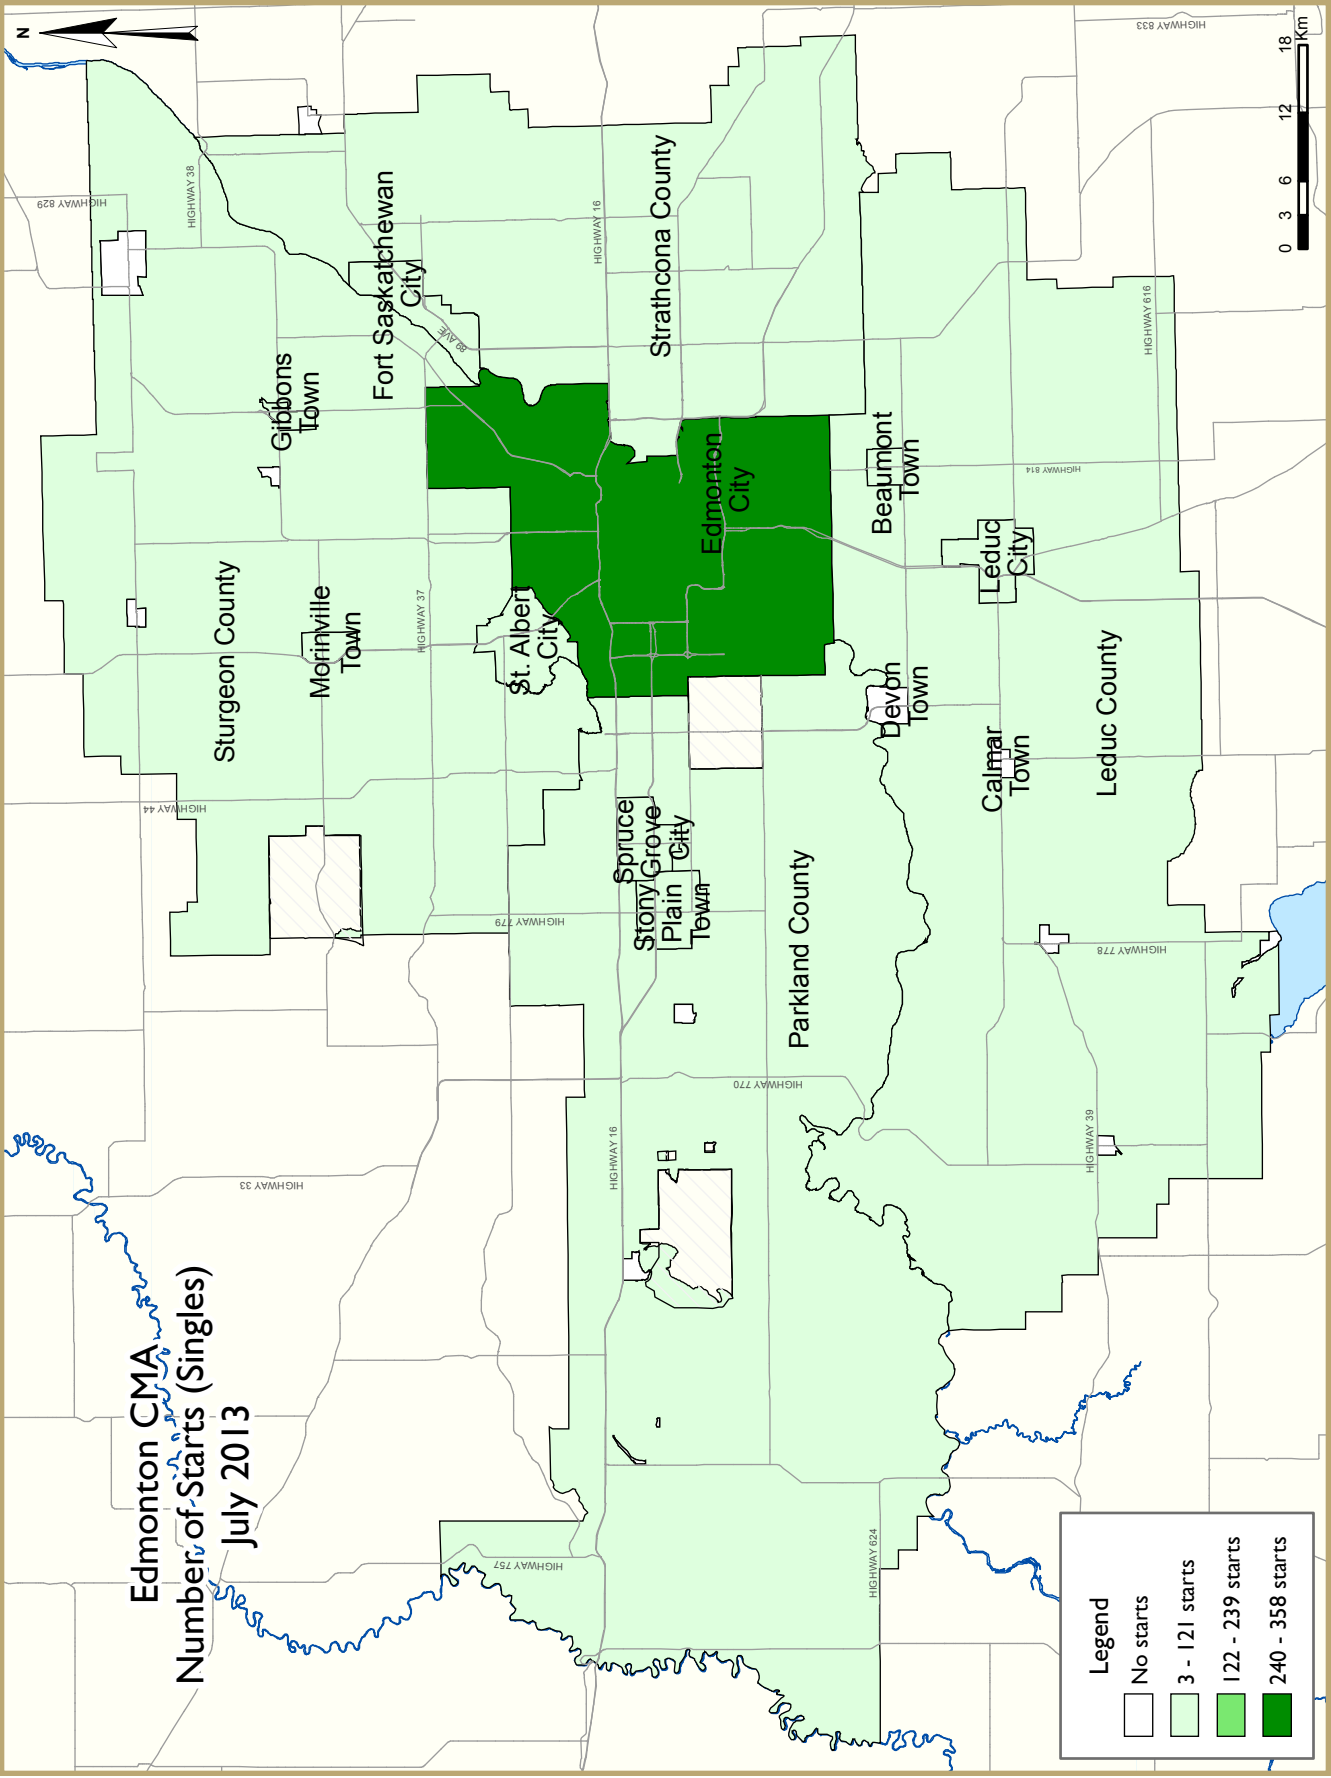 Edmonton CMA
Number of Starts (Singles)
July 2013
N
HIGHWAY 829
HIGHWAY 38
HIGHWAY 833
Gibbons
Town
Fort Saskatchewan
City
89 AVE
Sturgeon County
Morinville
Town
HIGHWAY 44
HIGHWAY 37
St. Albert
City
HIGHWAY 779
HIGHWAY 33
HIGHWAY 16
Strathcona County
Edmonton
City
Spruce
Grove
City
Stony
Plain
Town
HIGHWAY 16
HIGHWAY 757
Parkland County
HIGHWAY 770
HIGHWAY 624
Beaumont
Town
Devon
Town
HIGHWAY 814
Leduc
City
Calmar
Town
Leduc County
HIGHWAY 616
HIGHWAY 778
HIGHWAY 39
Legend
No starts
3 - 121 starts
122 - 239 starts
240 - 358 starts
0 3 6 12 18
Km